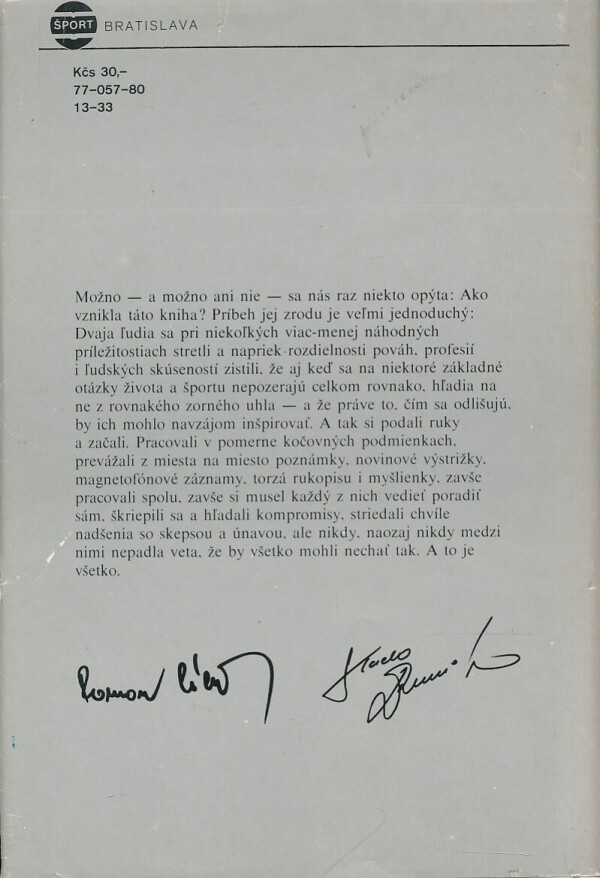 ŠPORT BRATISLAVA
Kčs 30,–
77–057–80
13–33
Možno — a možno ani nie — sa nás raz niekto opýta: Ako
vznikla táto kniha? Príbeh jej zrodu je veľmi jednoduchý:
Dvaja ľudia sa pri niekoľkých viac-menej náhodných
príležitostiach stretli a napriek rozdielnosti pováh, profesií
i ľudských skúseností zistili, že aj keď sa na niektoré základné
otázky života a športu nepozerajú celkom rovnako, hľadia na
ne z rovnakého zorného uhla — a že práve to, čím sa odlišujú,
by ich mohlo navzájom inšpirovať. A tak si podali ruky
a začali. Pracovali v pomerne kočovných podmienkach,
prevážali z miesta na miesto poznámky, novinové výstrižky,
magnetofónové záznamy, torzá rukopisu i myšlienky, zavše
pracovali spolu, zavše si musel každý z nich vedieť poradiť
sám, škriepili sa a hľadali kompromisy, striedali chvíle
nadšenia so skepsou a únavou, ale nikdy, naozaj nikdy medzi
nimi nepadla veta, že by všetko mohli nechať tak. A to je
všetko.
Roman